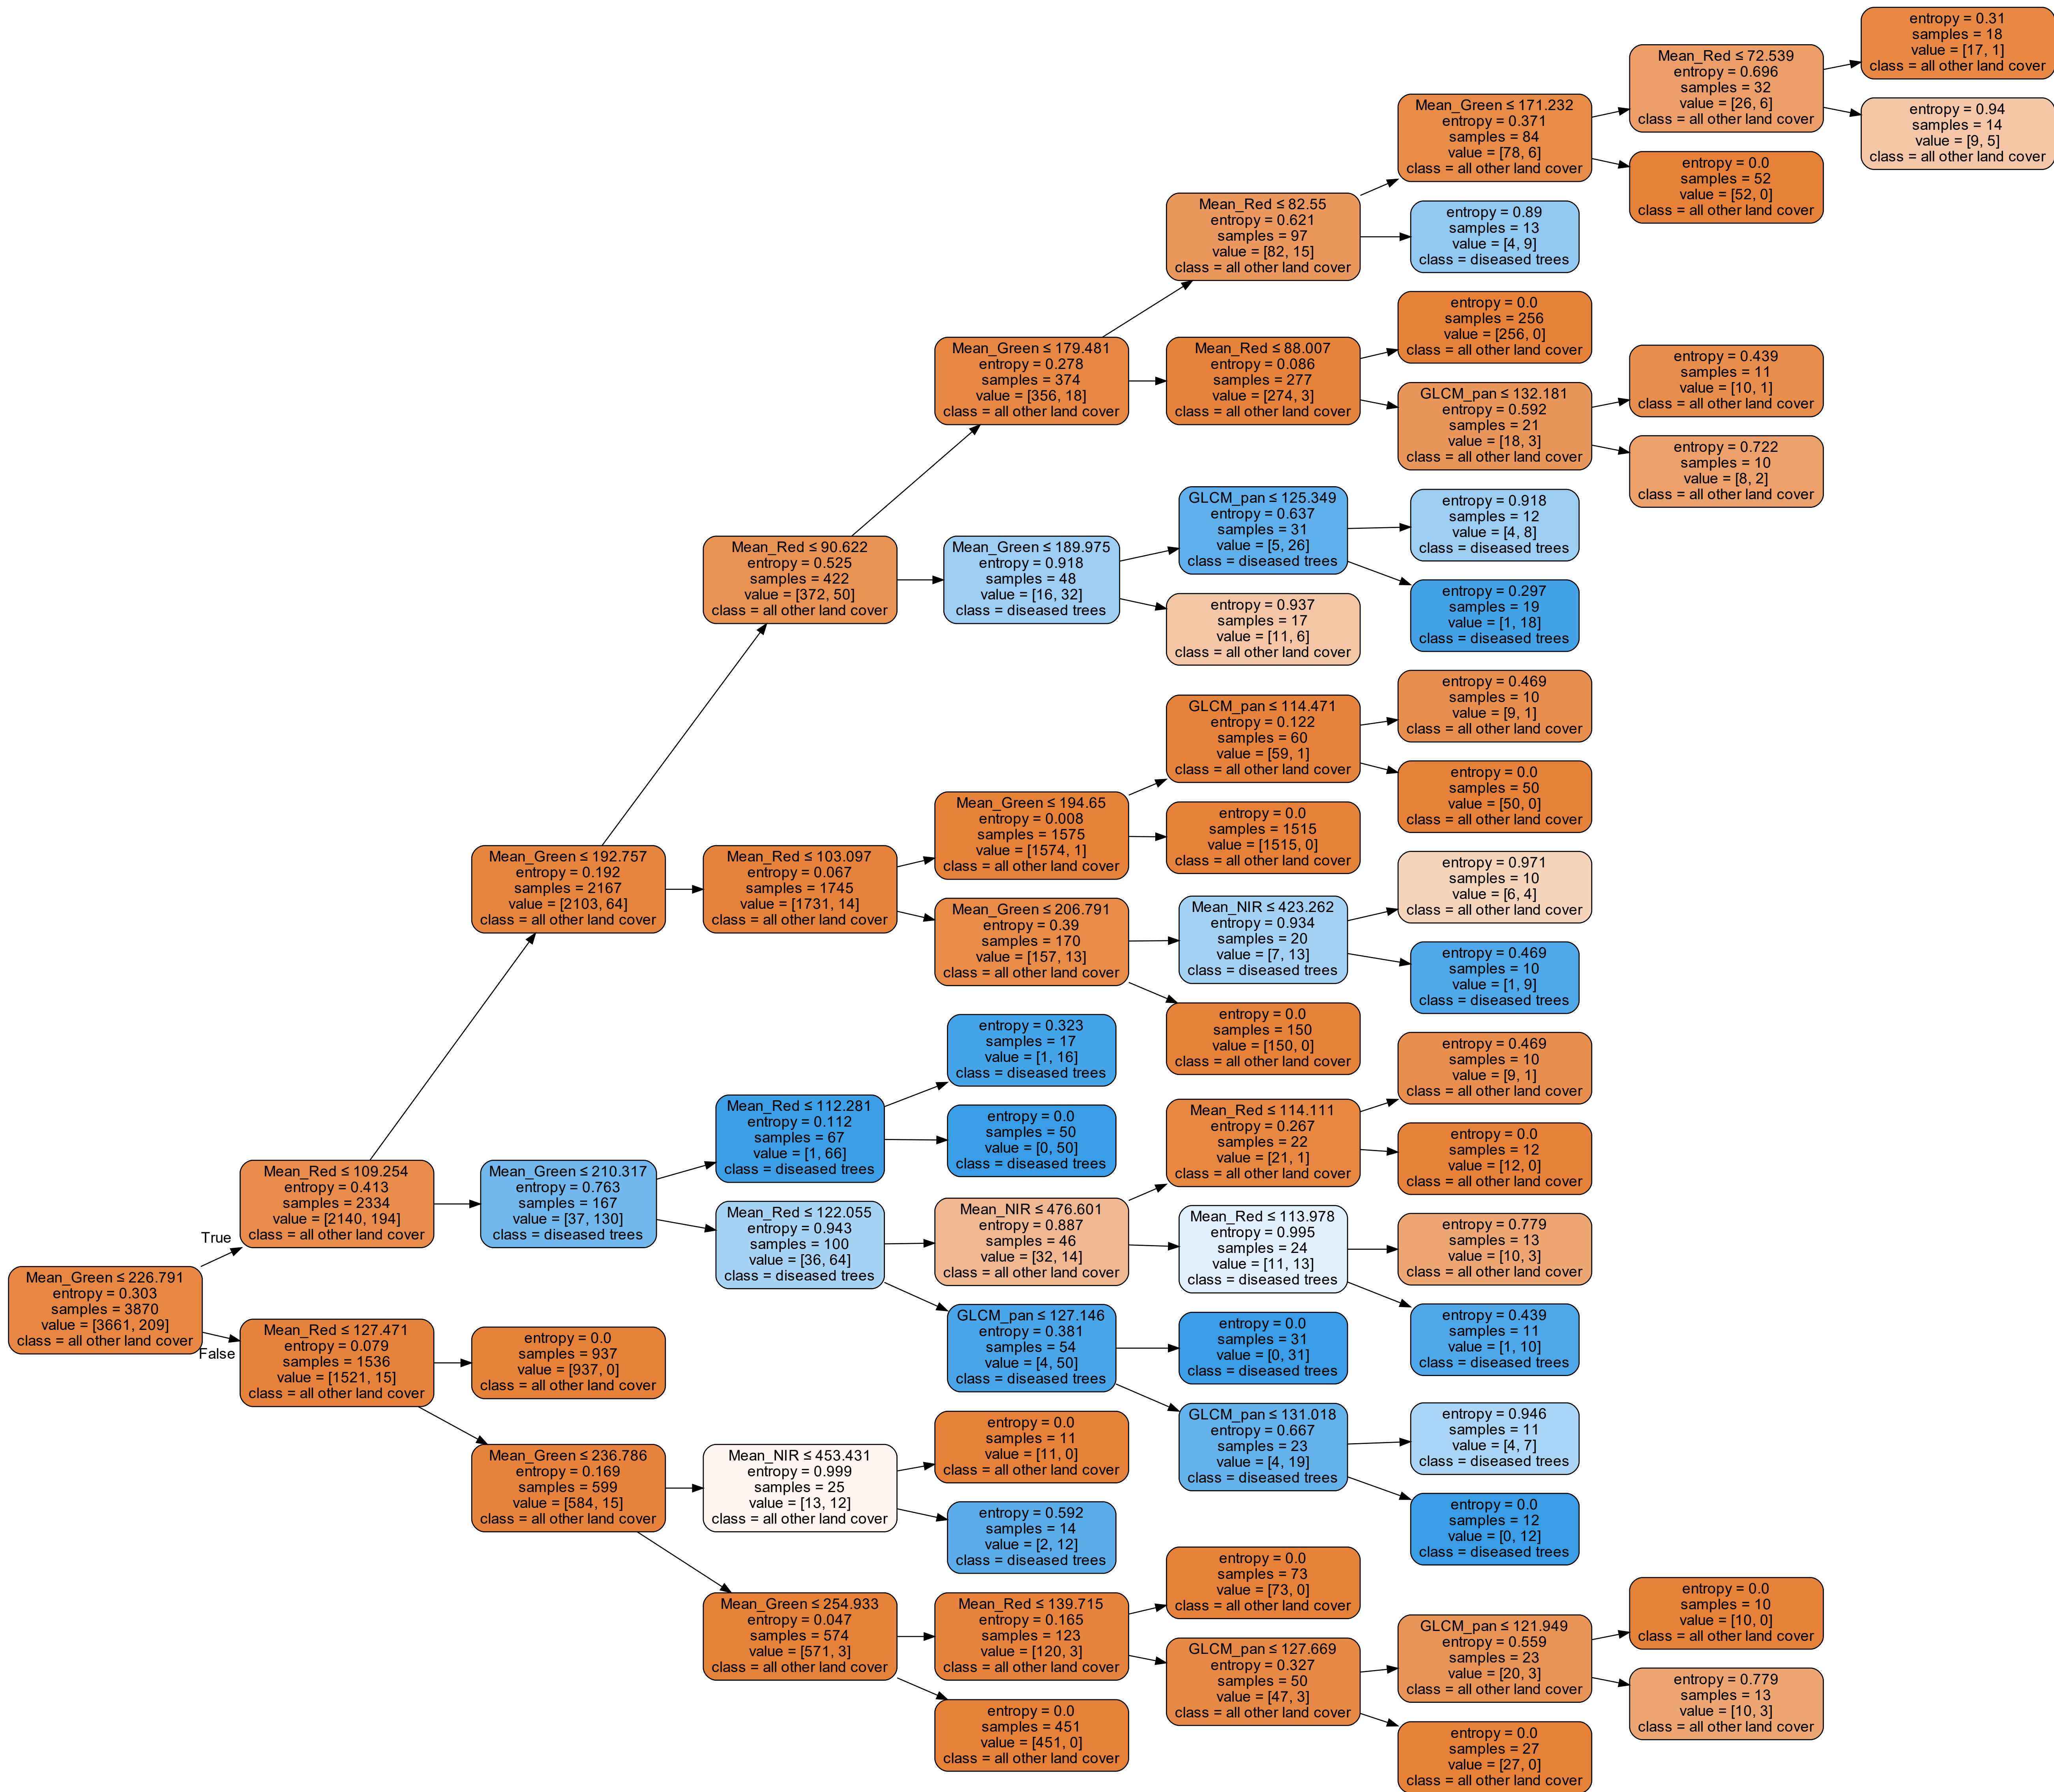 entropy = 0.31
samples = 18
value = [17, 1]
class = all other land cover
Mean_Red ≤ 72.539
entropy = 0.696
samples = 32
value = [26, 6]
class = all other land cover
entropy = 0.94
samples = 14
value = [9, 5]
class = all other land cover
Mean_Green ≤ 171.232
entropy = 0.371
samples = 84
value = [78, 6]
class = all other land cover
entropy = 0.0
samples = 52
value = [52, 0]
class = all other land cover
Mean_Red ≤ 82.55
entropy = 0.621
samples = 97
value = [82, 15]
class = all other land cover
entropy = 0.89
samples = 13
value = [4, 9]
class = diseased trees
entropy = 0.0
samples = 256
value = [256, 0]
class = all other land cover
Mean_Green ≤ 179.481
entropy = 0.278
samples = 374
value = [356, 18]
class = all other land cover
Mean_Red ≤ 88.007
entropy = 0.086
samples = 277
value = [274, 3]
class = all other land cover
entropy = 0.439
samples = 11
value = [10, 1]
class = all other land cover
GLCM_pan ≤ 132.181
entropy = 0.592
samples = 21
value = [18, 3]
class = all other land cover
entropy = 0.722
samples = 10
value = [8, 2]
class = all other land cover
GLCM_pan ≤ 125.349
entropy = 0.637
samples = 31
value = [5, 26]
class = diseased trees
entropy = 0.918
samples = 12
value = [4, 8]
class = diseased trees
Mean_Red ≤ 90.622
entropy = 0.525
samples = 422
value = [372, 50]
class = all other land cover
Mean_Green ≤ 189.975
entropy = 0.918
samples = 48
value = [16, 32]
class = diseased trees
entropy = 0.297
samples = 19
value = [1, 18]
class = diseased trees
entropy = 0.937
samples = 17
value = [11, 6]
class = all other land cover
entropy = 0.469
samples = 10
value = [9, 1]
class = all other land cover
GLCM_pan ≤ 114.471
entropy = 0.122
samples = 60
value = [59, 1]
class = all other land cover
entropy = 0.0
samples = 50
value = [50, 0]
class = all other land cover
Mean_Green ≤ 194.65
entropy = 0.008
samples = 1575
value = [1574, 1]
class = all other land cover
entropy = 0.0
samples = 1515
value = [1515, 0]
class = all other land cover
Mean_Green ≤ 192.757
entropy = 0.192
samples = 2167
value = [2103, 64]
class = all other land cover
Mean_Red ≤ 103.097
entropy = 0.067
samples = 1745
value = [1731, 14]
class = all other land cover
entropy = 0.971
samples = 10
value = [6, 4]
class = all other land cover
Mean_Green ≤ 206.791
entropy = 0.39
samples = 170
value = [157, 13]
class = all other land cover
Mean_NIR ≤ 423.262
entropy = 0.934
samples = 20
value = [7, 13]
class = diseased trees
entropy = 0.469
samples = 10
value = [1, 9]
class = diseased trees
entropy = 0.0
samples = 150
value = [150, 0]
class = all other land cover
entropy = 0.323
samples = 17
value = [1, 16]
class = diseased trees
entropy = 0.469
samples = 10
value = [9, 1]
class = all other land cover
Mean_Red ≤ 112.281
entropy = 0.112
samples = 67
value = [1, 66]
class = diseased trees
entropy = 0.0
samples = 50
value = [0, 50]
class = diseased trees
Mean_Red ≤ 114.111
entropy = 0.267
samples = 22
value = [21, 1]
class = all other land cover
entropy = 0.0
samples = 12
value = [12, 0]
class = all other land cover
Mean_Red ≤ 109.254
entropy = 0.413
samples = 2334
value = [2140, 194]
class = all other land cover
Mean_Green ≤ 210.317
entropy = 0.763
samples = 167
value = [37, 130]
class = diseased trees
Mean_Red ≤ 122.055
entropy = 0.943
samples = 100
value = [36, 64]
class = diseased trees
Mean_NIR ≤ 476.601
entropy = 0.887
samples = 46
value = [32, 14]
class = all other land cover
Mean_Red ≤ 113.978
entropy = 0.995
samples = 24
value = [11, 13]
class = diseased trees
entropy = 0.779
samples = 13
value = [10, 3]
class = all other land cover
True
Mean_Green ≤ 226.791
entropy = 0.303
samples = 3870
value = [3661, 209]
class = all other land cover
False
entropy = 0.439
samples = 11
value = [1, 10]
class = diseased trees
GLCM_pan ≤ 127.146
entropy = 0.381
samples = 54
value = [4, 50]
class = diseased trees
entropy = 0.0
samples = 31
value = [0, 31]
class = diseased trees
Mean_Red ≤ 127.471
entropy = 0.079
samples = 1536
value = [1521, 15]
class = all other land cover
entropy = 0.0
samples = 937
value = [937, 0]
class = all other land cover
GLCM_pan ≤ 131.018
entropy = 0.667
samples = 23
value = [4, 19]
class = diseased trees
entropy = 0.946
samples = 11
value = [4, 7]
class = diseased trees
entropy = 0.0
samples = 11
value = [11, 0]
class = all other land cover
Mean_Green ≤ 236.786
entropy = 0.169
samples = 599
value = [584, 15]
class = all other land cover
Mean_NIR ≤ 453.431
entropy = 0.999
samples = 25
value = [13, 12]
class = all other land cover
entropy = 0.0
samples = 12
value = [0, 12]
class = diseased trees
entropy = 0.592
samples = 14
value = [2, 12]
class = diseased trees
entropy = 0.0
samples = 73
value = [73, 0]
class = all other land cover
Mean_Green ≤ 254.933
entropy = 0.047
samples = 574
value = [571, 3]
class = all other land cover
Mean_Red ≤ 139.715
entropy = 0.165
samples = 123
value = [120, 3]
class = all other land cover
entropy = 0.0
samples = 10
value = [10, 0]
class = all other land cover
GLCM_pan ≤ 127.669
entropy = 0.327
samples = 50
value = [47, 3]
class = all other land cover
GLCM_pan ≤ 121.949
entropy = 0.559
samples = 23
value = [20, 3]
class = all other land cover
entropy = 0.779
samples = 13
value = [10, 3]
class = all other land cover
entropy = 0.0
samples = 451
value = [451, 0]
class = all other land cover
entropy = 0.0
samples = 27
value = [27, 0]
class = all other land cover